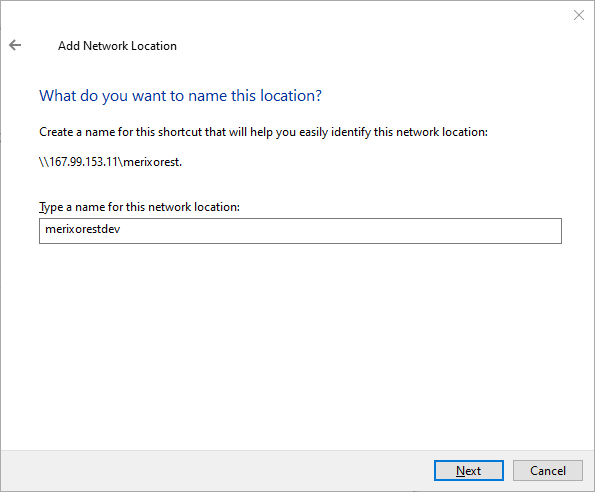 Add Network Location
What do you want to name this location?
Create a name for this shortcut that will help you easily identify this network location:
\\167.99.153.11\merixorest.
Type a name for this network location:
merixorestdev
Next
Cancel